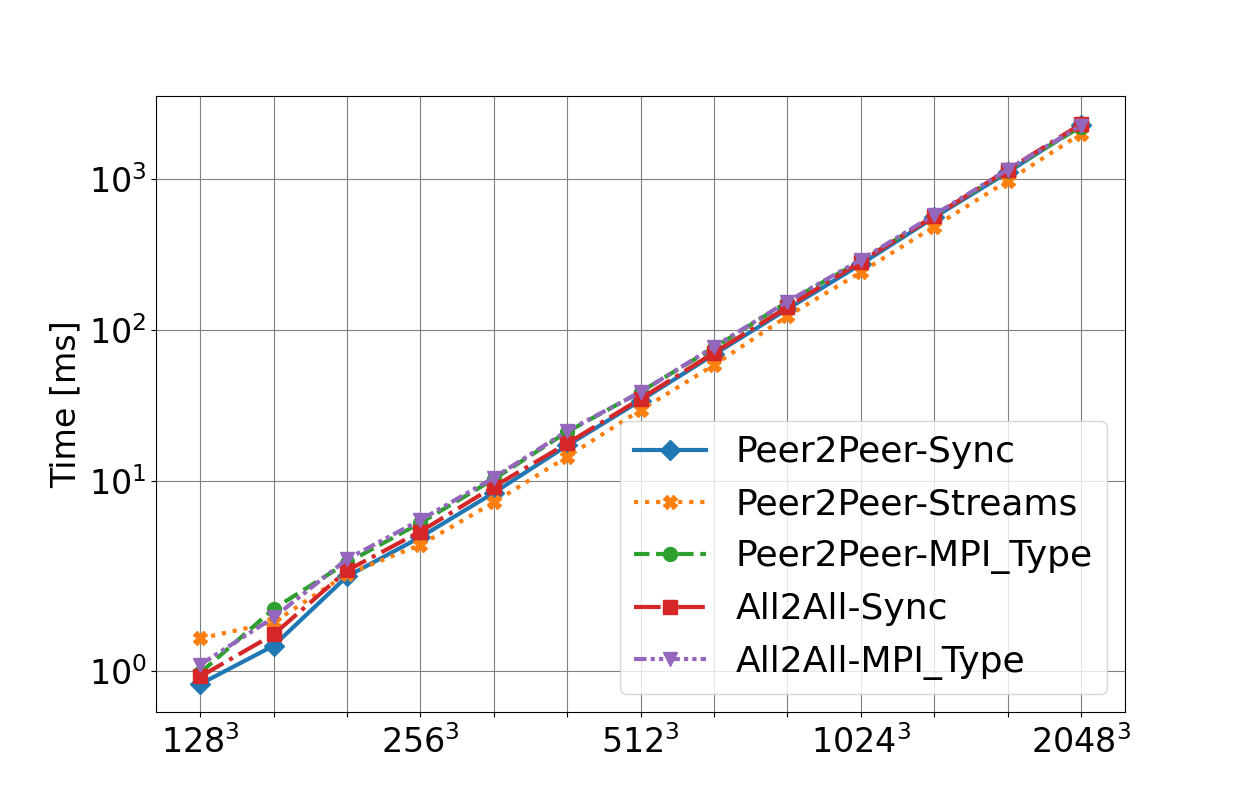 10³
10²
10¹
10⁰
Time [ms]
Peer2Peer-Sync
Peer2Peer-Streams
Peer2Peer-MPI_Type
All2All-Sync
All2All-MPI_Type
128³ 256³ 512³ 1024³ 2048³